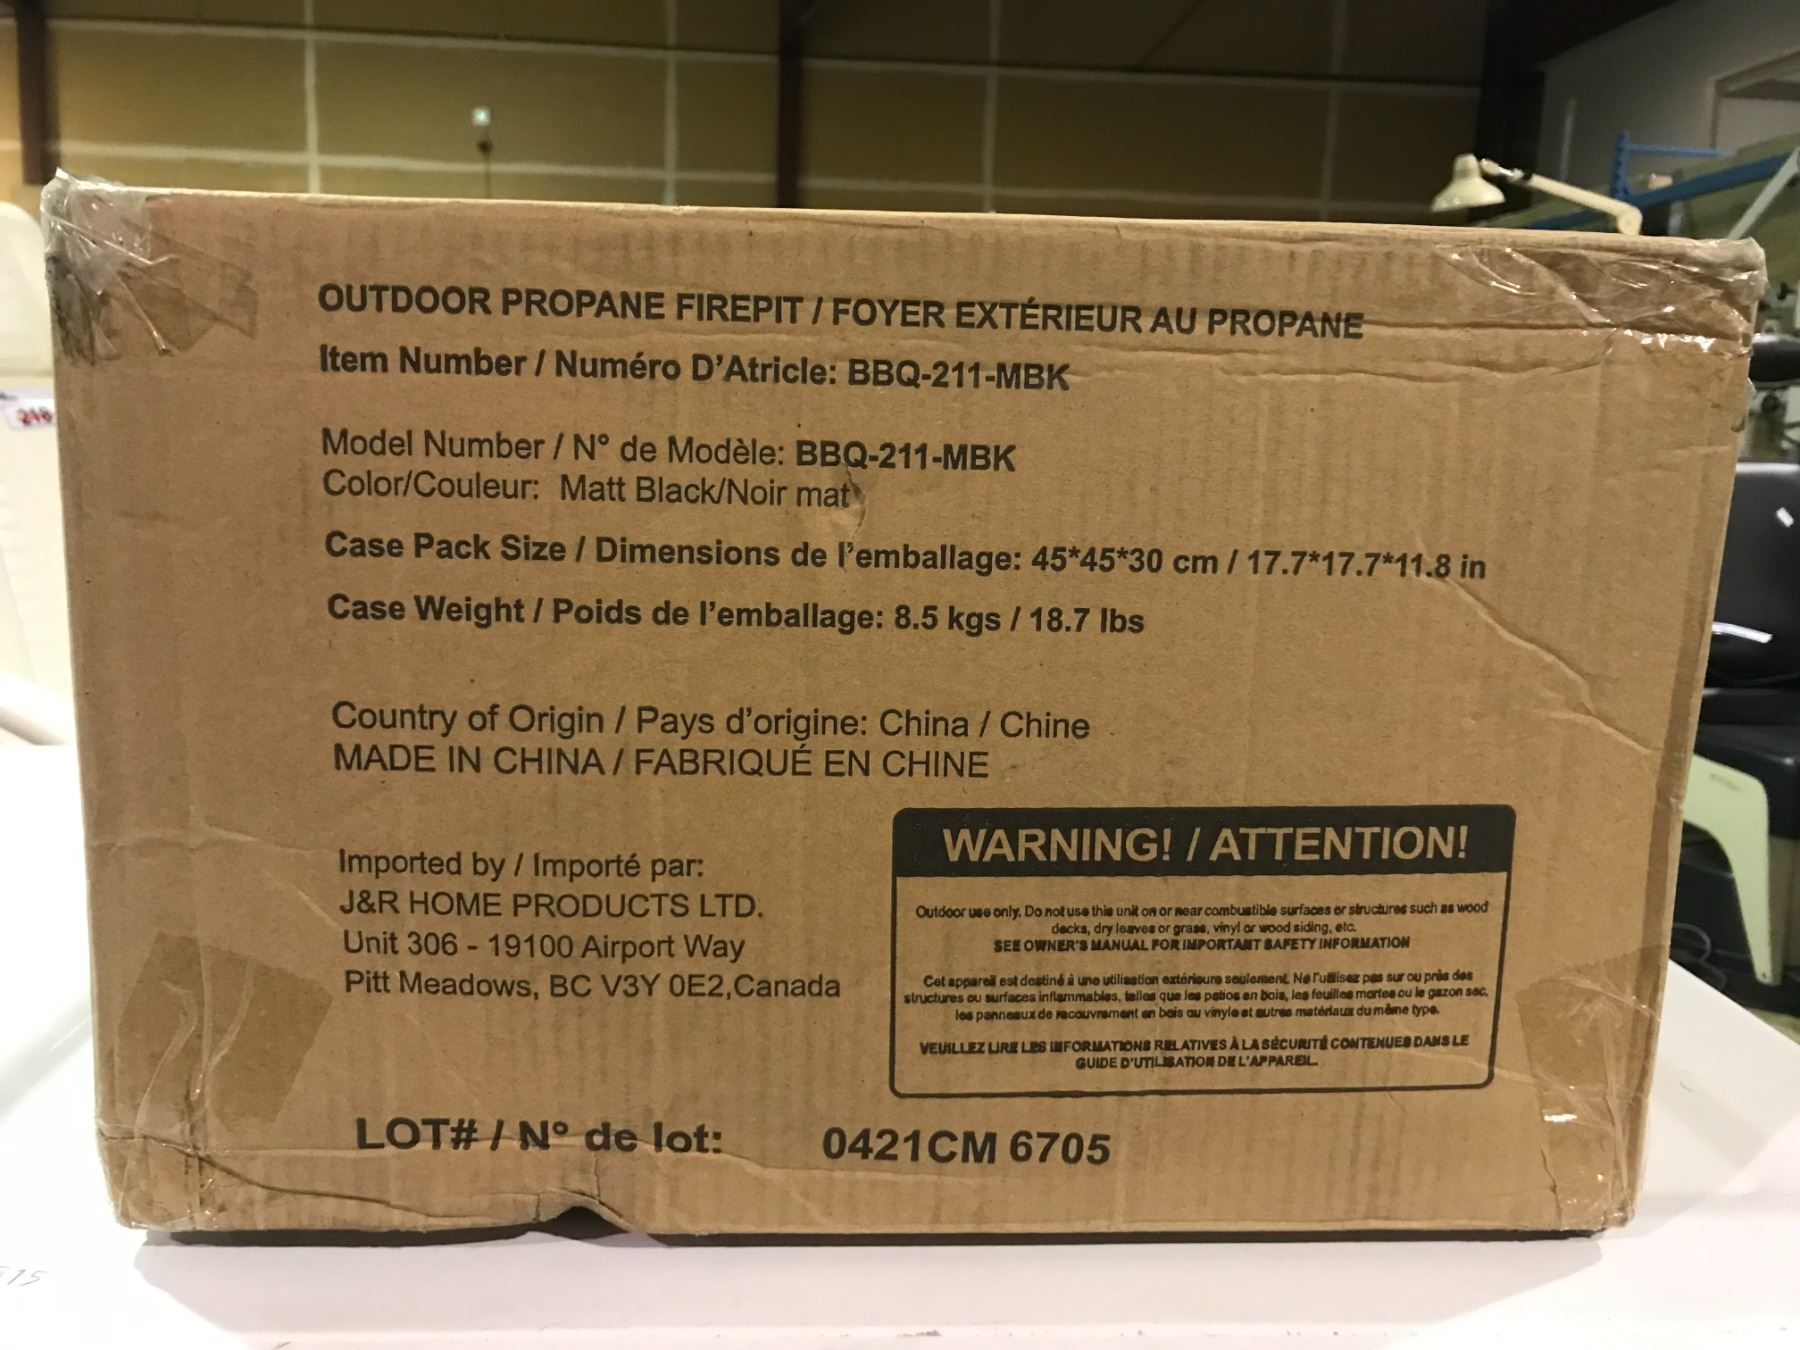 OUTDOOR PROPANE FIREPIT / FOYER EXTÉRIEUR AU PROPANE
Item Number / Numéro D'Atricle: BBQ-211-MBK
Model Number / N° de Modèle: BBQ-211-MBK
Color/Couleur: Matt Black/Noir mat
Case Pack Size / Dimensions de l'emballage: 45*45*30 cm / 17.7*17.7*11.8 in
Case Weight / Poids de l'emballage: 8.5 kgs / 18.7 lbs
Country of Origin / Pays d'origine: China / Chine
MADE IN CHINA / FABRIQUÉ EN CHINE
Imported by / Importé par:
J&R HOME PRODUCTS LTD.
Unit 306 - 19100 Airport Way
Pitt Meadows, BC V3Y 0E2,Canada
WARNING! / ATTENTION!
Outdoor use only. Do not use this unit on or near combustible surfaces or structures such as wood
decks, dry leaves or grass, vinyl or wood siding, etc.
SEE OWNER'S MANUAL FOR IMPORTANT SAFETY INFORMATION
Cet appareil est destiné à une utilisation extérieure seulement. Ne l'utilisez pas sur ou près des
structures ou surfaces inflammables, telles que les patios en bois, les feuilles mortes ou le gazon sec,
les panneaux de recouvrement en bois ou vinyle et autres matériaux du même type.
VEUILLEZ LIRE LES INFORMATIONS RELATIVES À LA SÉCURITÉ CONTENUES DANS LE
GUIDE D'UTILISATION DE L'APPAREIL.
LOT# / N° de lot: 0421CM 6705